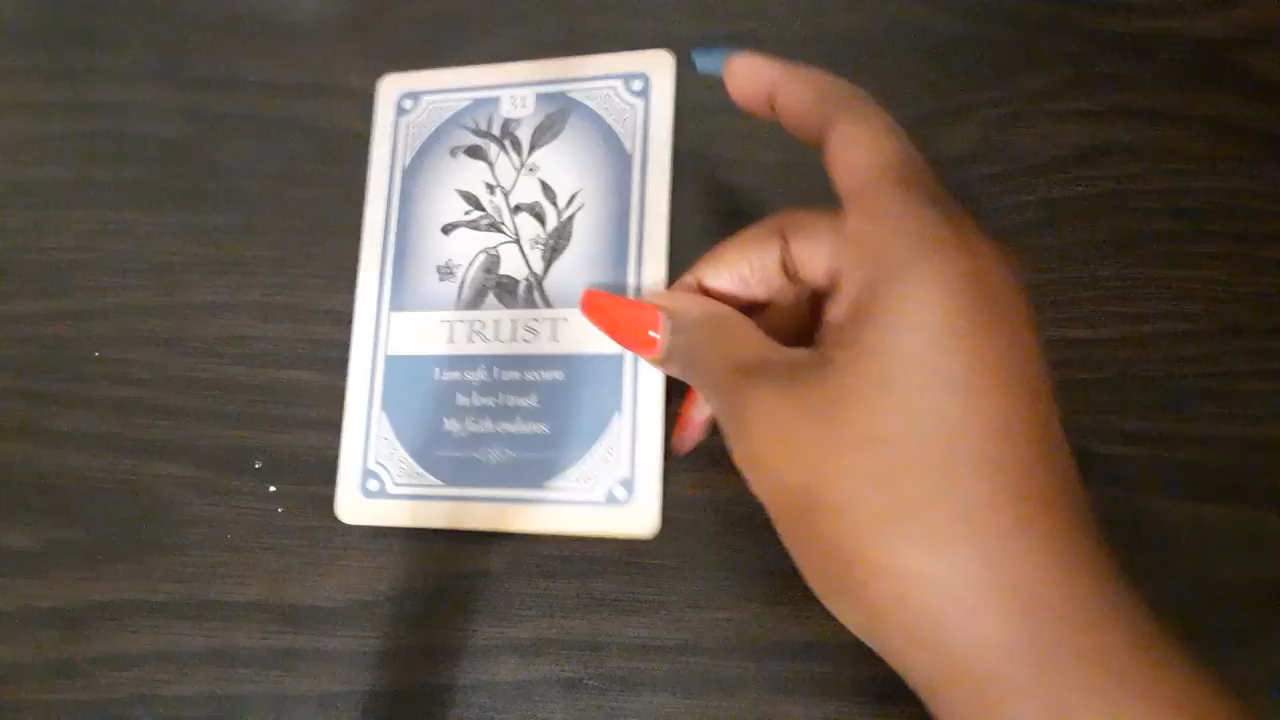 31
TRUST
I am safe, I am secure.
In love I trust.
My faith endures.